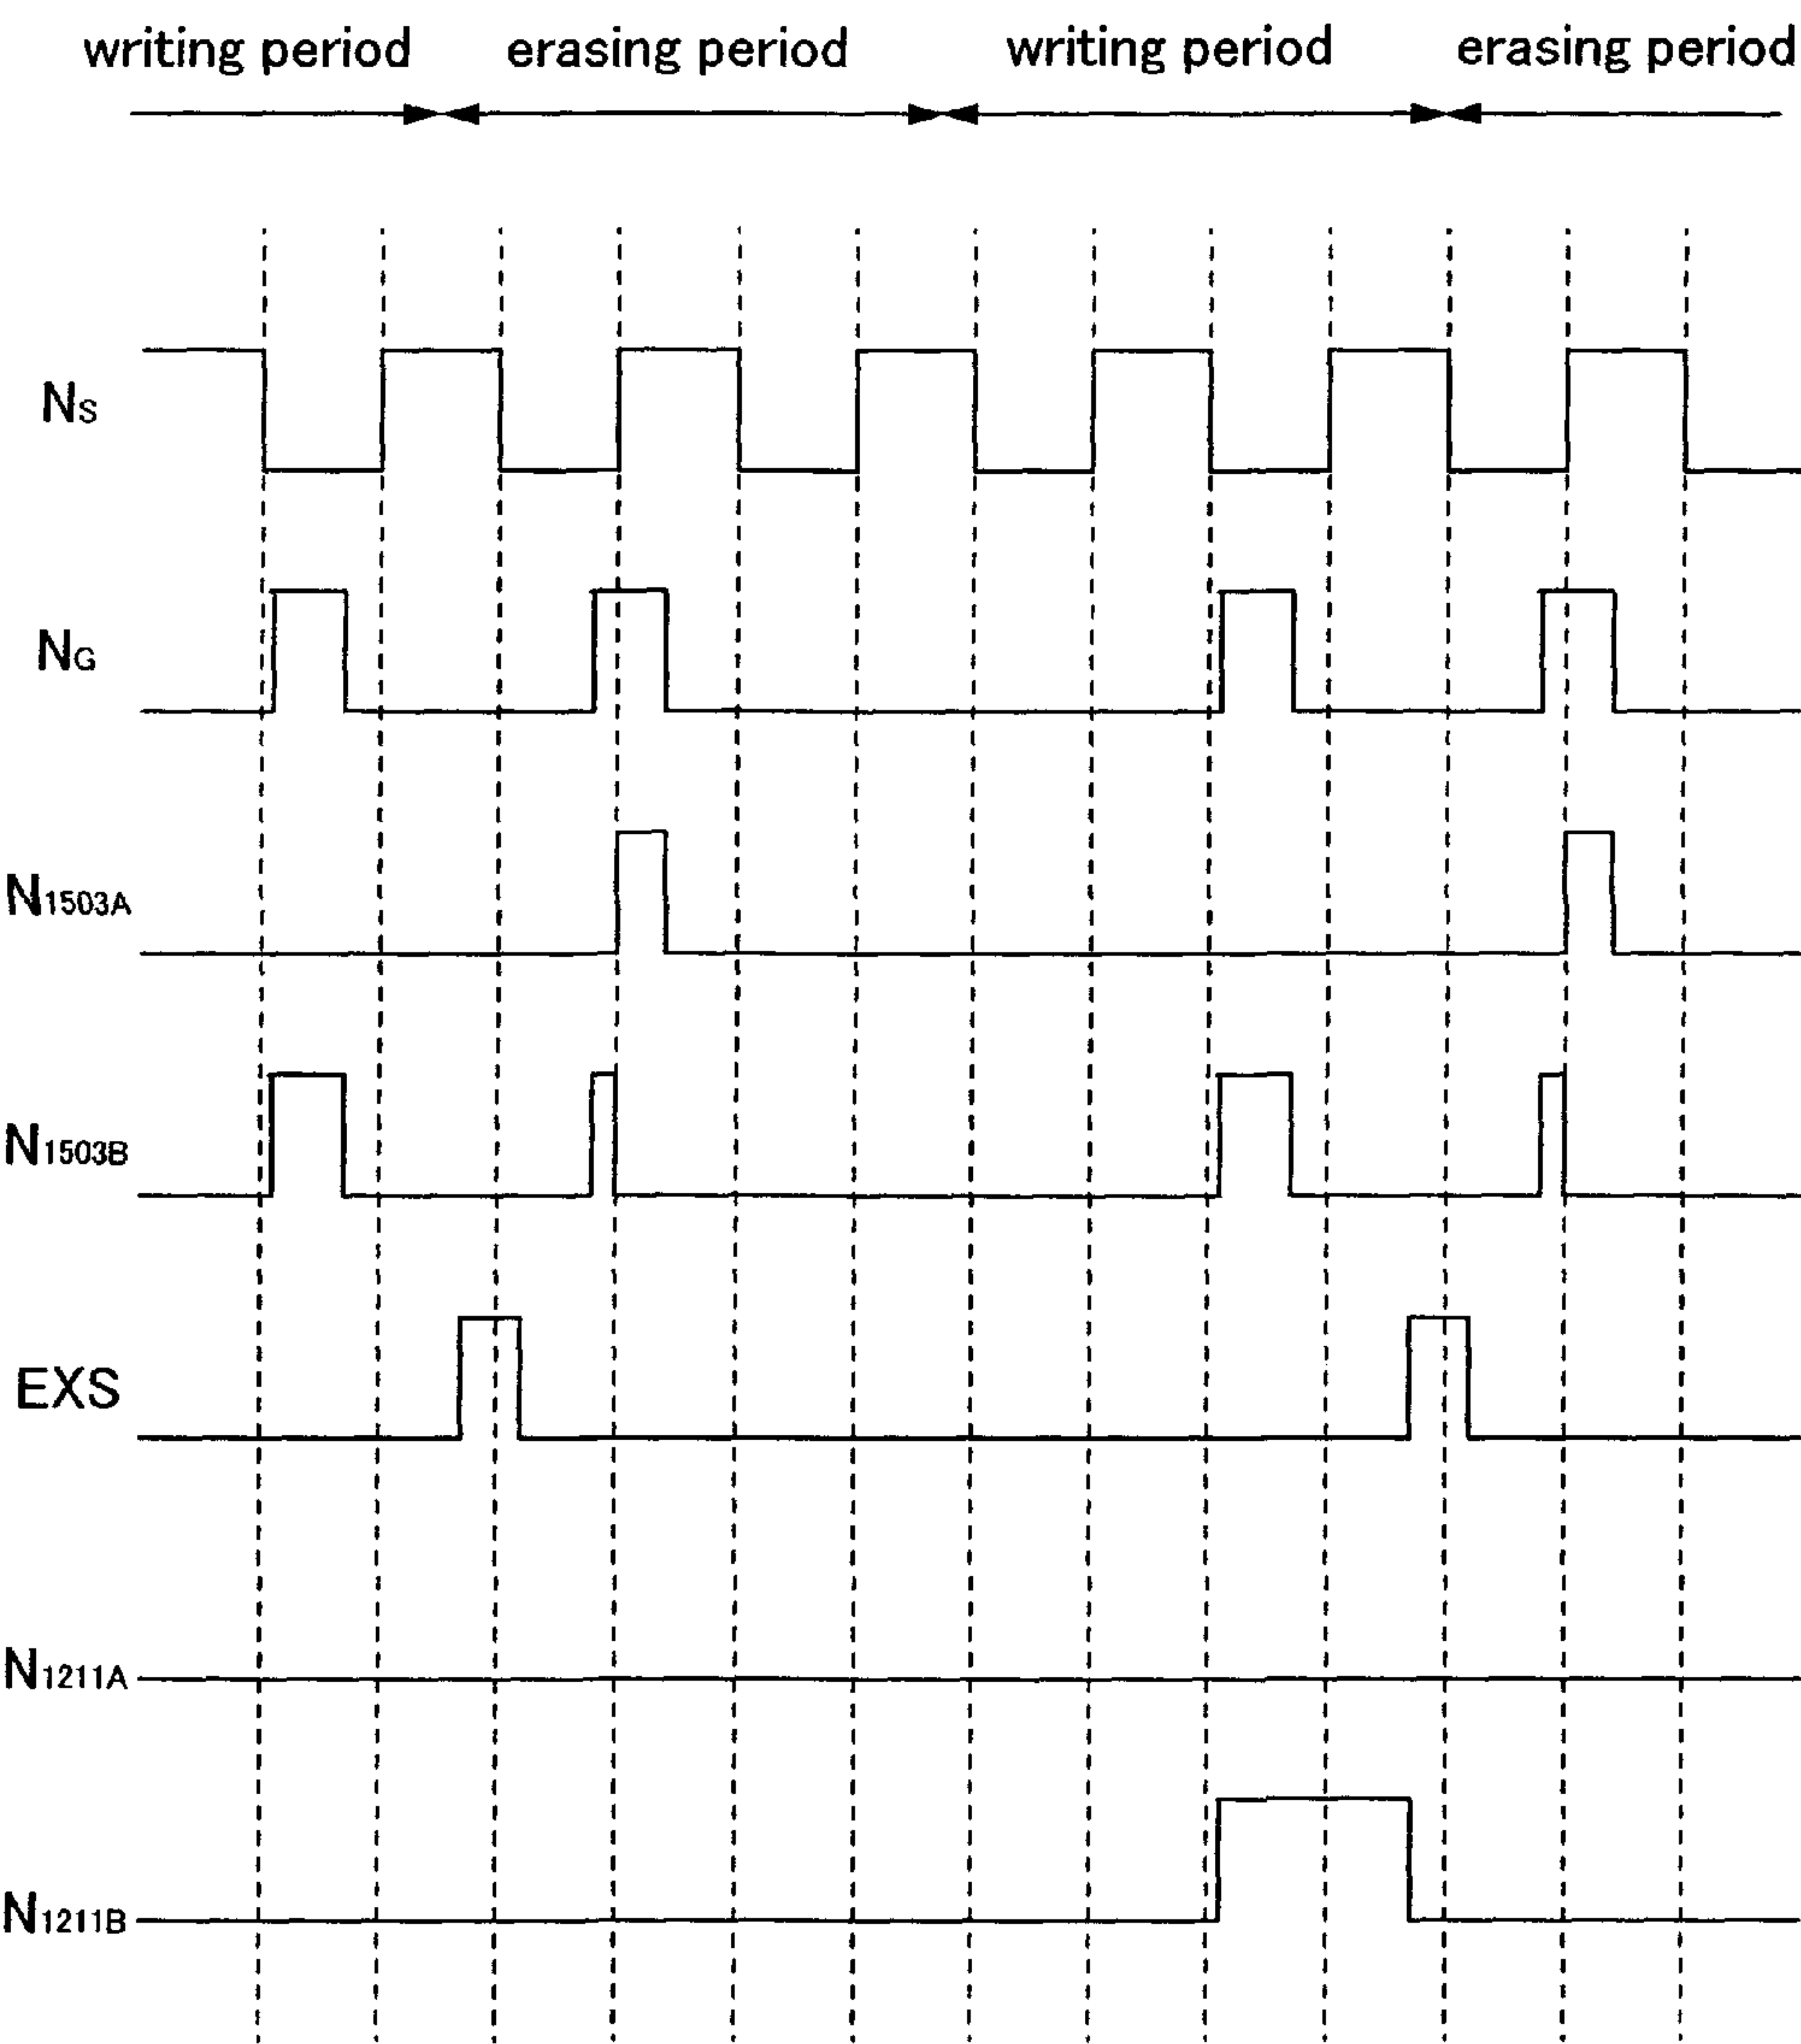 writing period erasing period writing period erasing period
NS
NG
N1503A
N1503B
EXS
N1211A
N1211B